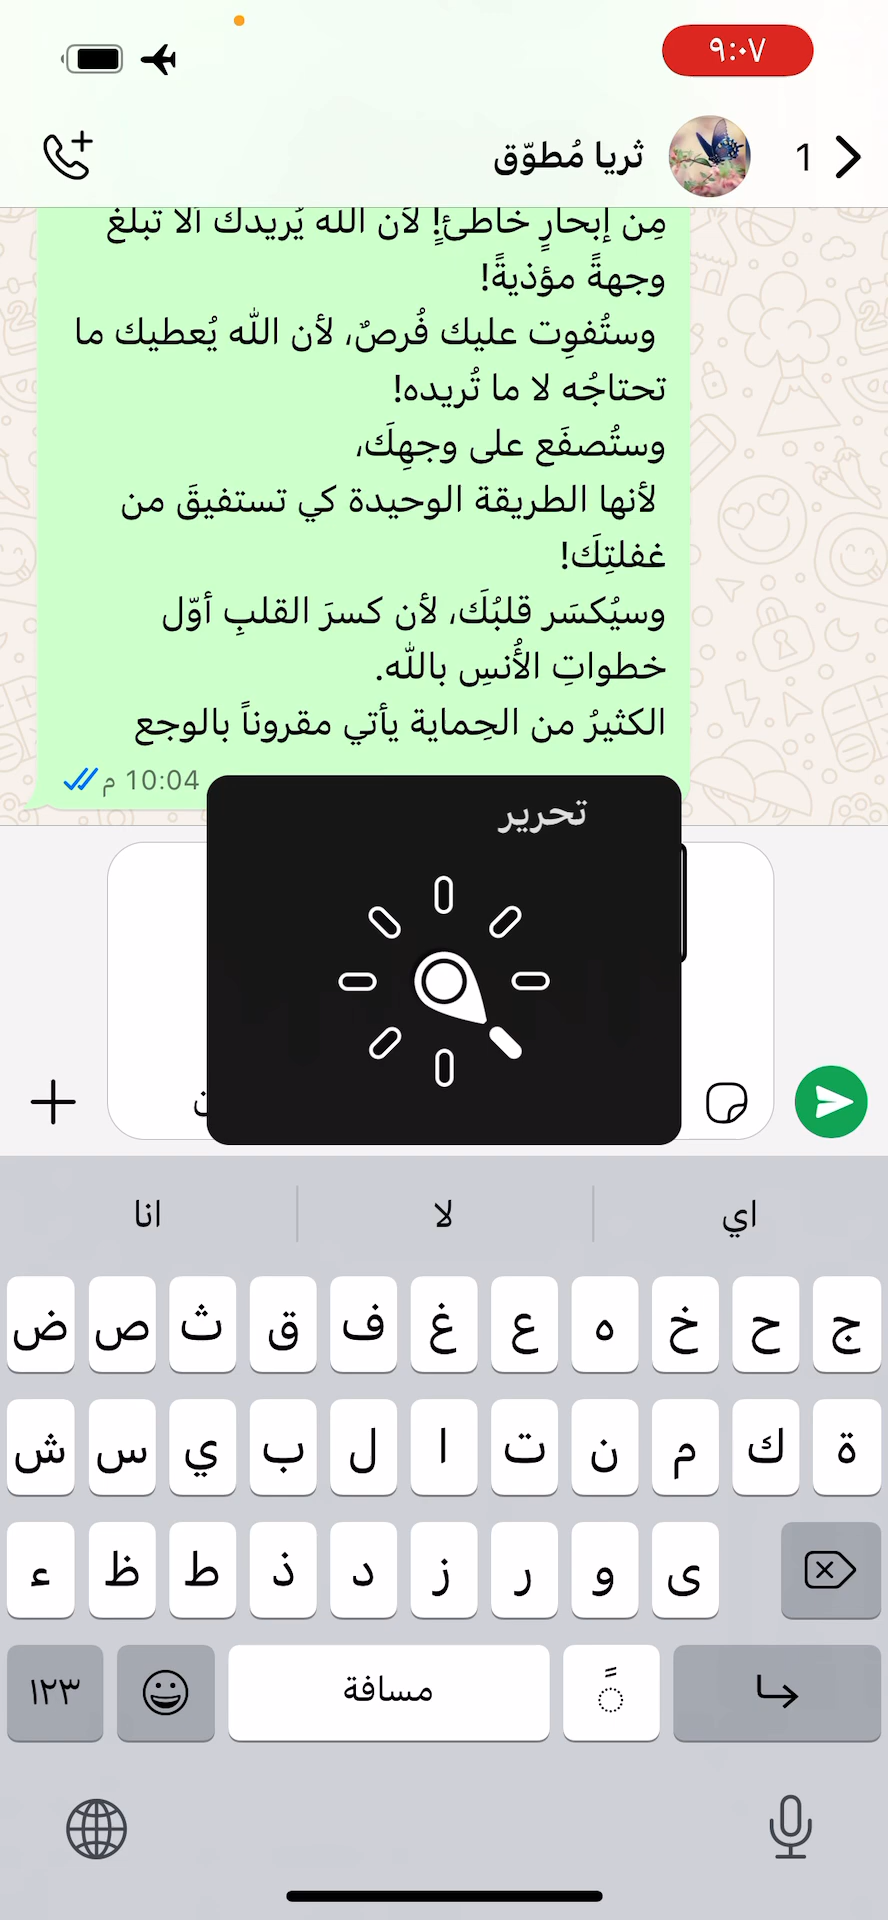 ٩:٠٧
1
ثريا مُطوّق
مِن إبحارٍ خاطئٍ! لأن الله يُريدك ألا تبلغ
وجهةً مؤذيةً!
وستُفوِت عليك فُرصٌ، لأن الله يُعطيك ما
تحتاجُه لا ما تُريده!
وستُصفَع على وجهِكَ،
لأنها الطريقة الوحيدة كي تستفيقَ من
غفلتِكَ!
وسيُكسَر قلبُكَ، لأن كسرَ القلبِ أوّل
خطواتِ الأُنسِ بالله.
الكثيرُ من الحِماية يأتي مقروناً بالوجع
10:04 م
تحرير
اي
لا
انا
ض ص ث ق ف غ ع ه خ ح ج
ش س ي ب ل ا ت ن م ك ة
ء ظ ط ذ د ز ر و ى
١٢٣
مسافة